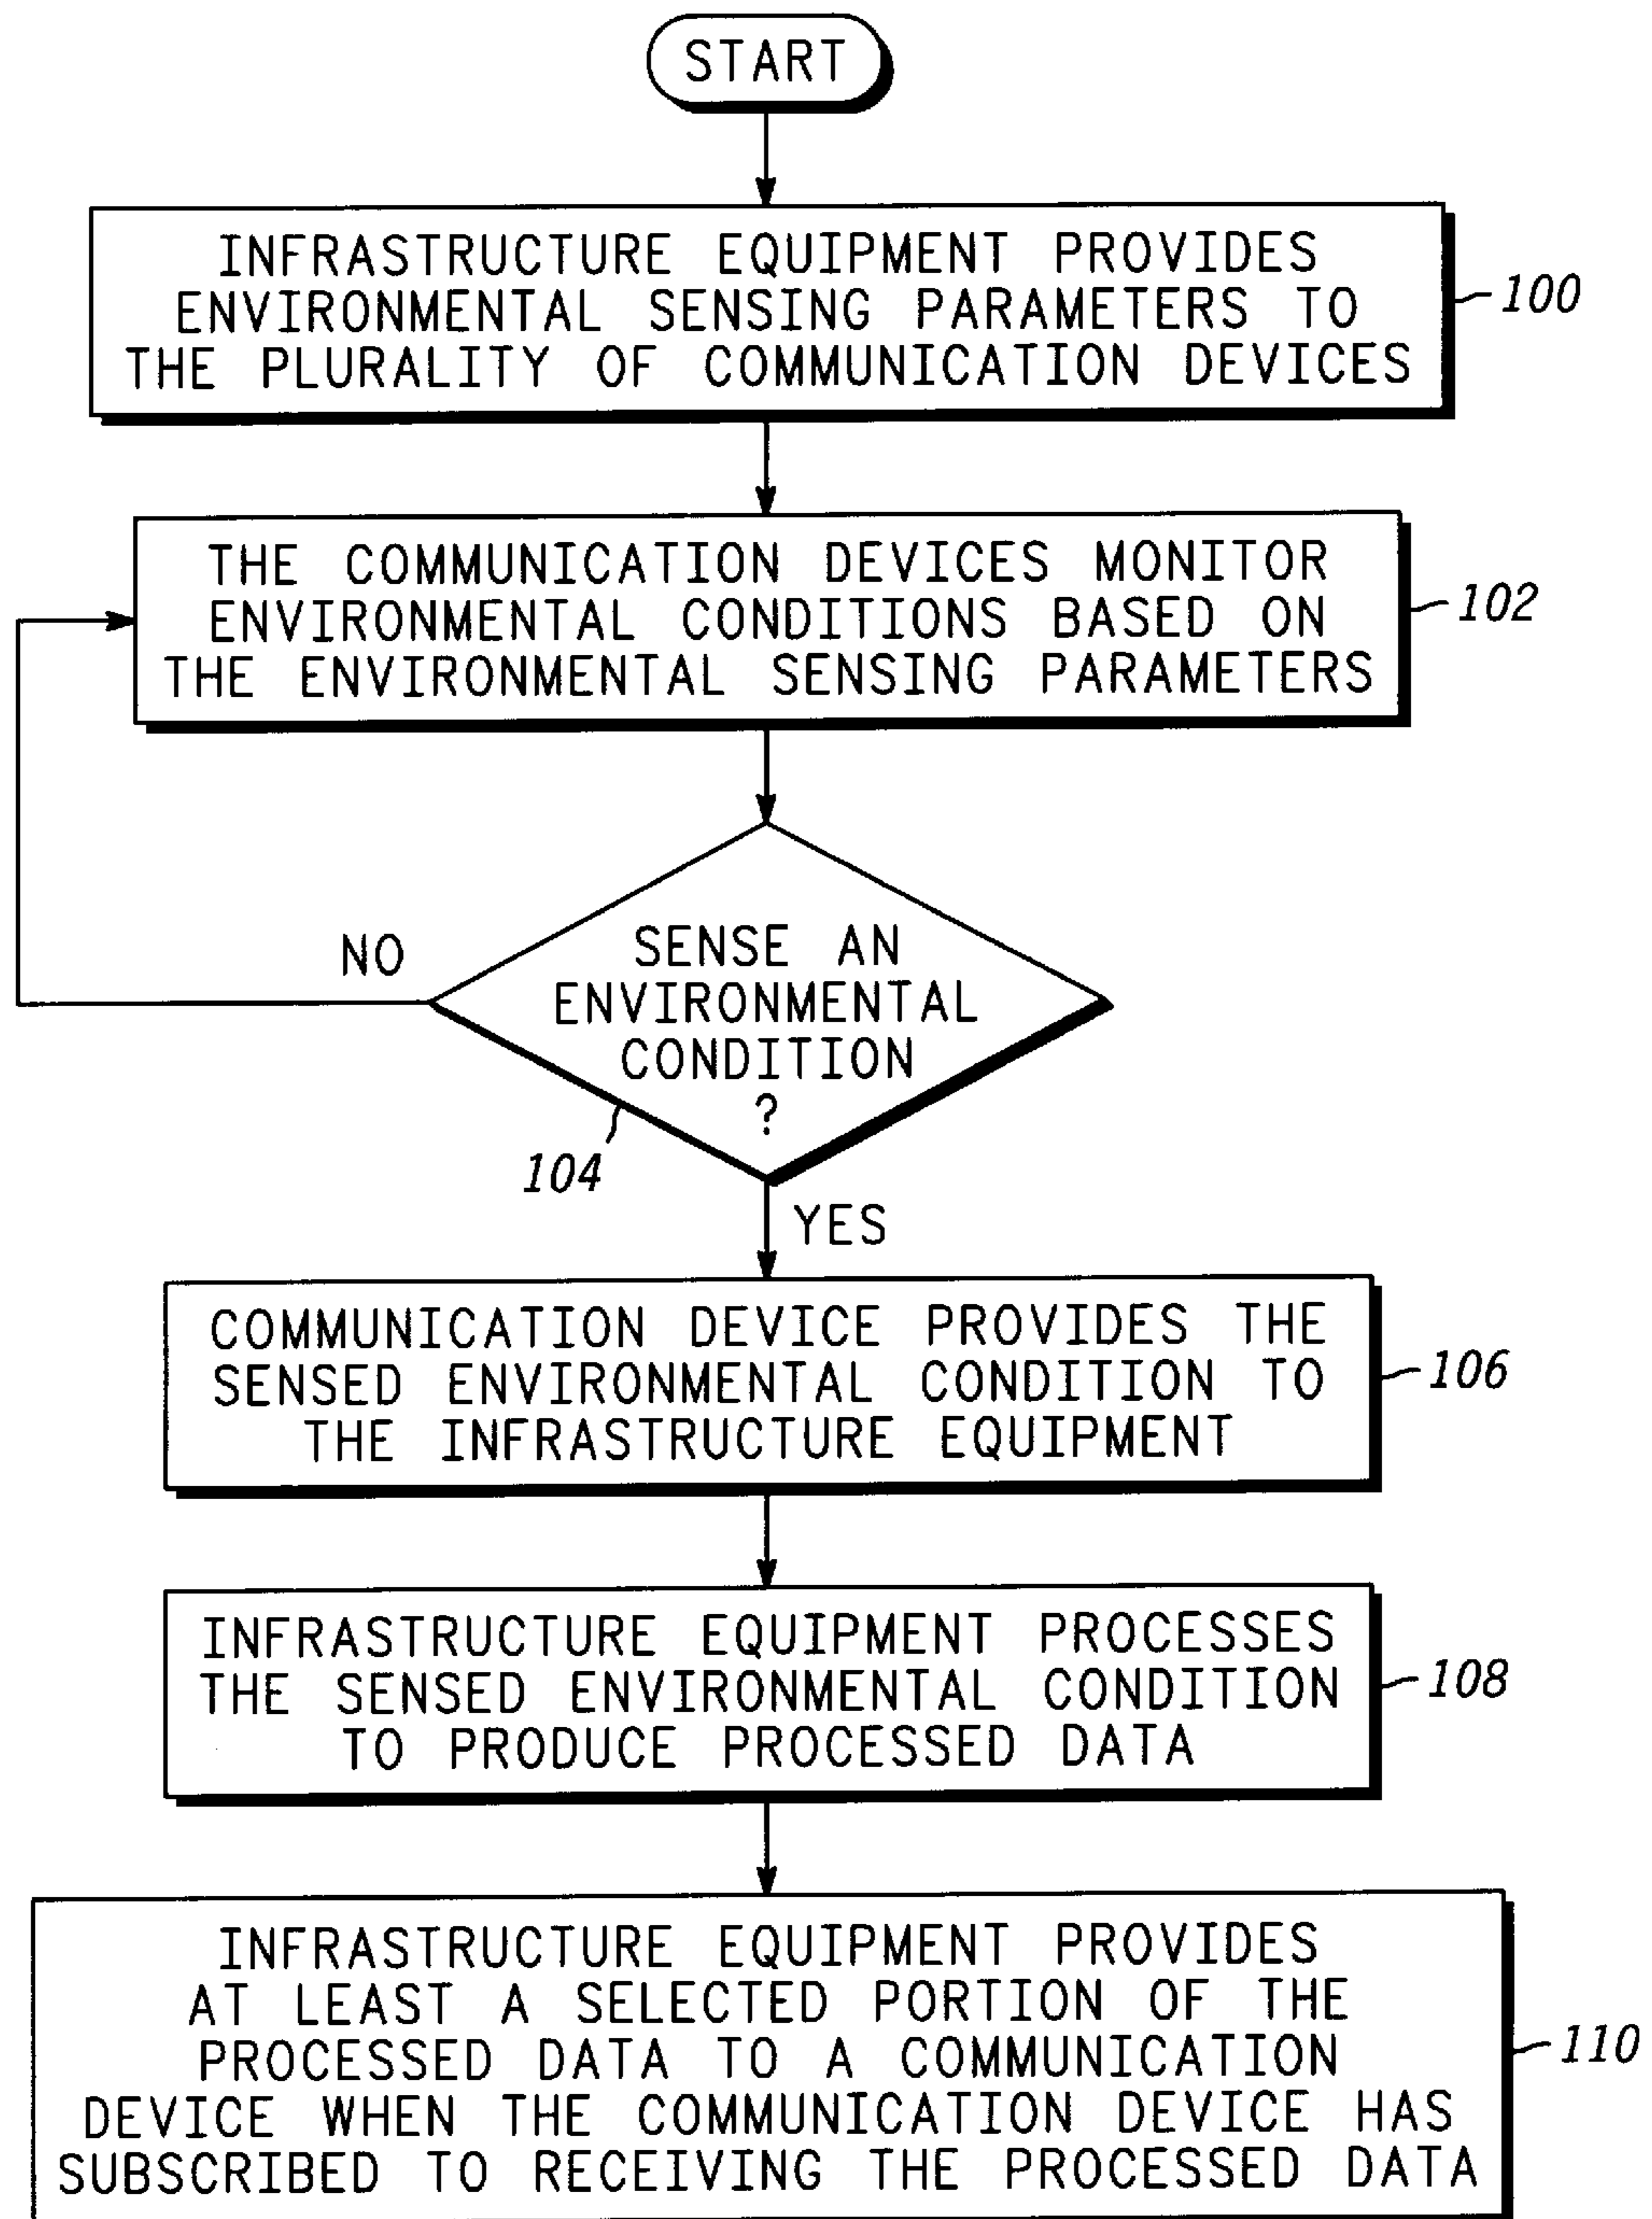 START
INFRASTRUCTURE EQUIPMENT PROVIDES
ENVIRONMENTAL SENSING PARAMETERS TO
THE PLURALITY OF COMMUNICATION DEVICES
100
THE COMMUNICATION DEVICES MONITOR
ENVIRONMENTAL CONDITIONS BASED ON
THE ENVIRONMENTAL SENSING PARAMETERS
102
NO
SENSE AN
ENVIRONMENTAL
CONDITION
?
104
YES
COMMUNICATION DEVICE PROVIDES THE
SENSED ENVIRONMENTAL CONDITION TO
THE INFRASTRUCTURE EQUIPMENT
106
INFRASTRUCTURE EQUIPMENT PROCESSES
THE SENSED ENVIRONMENTAL CONDITION
TO PRODUCE PROCESSED DATA
108
INFRASTRUCTURE EQUIPMENT PROVIDES
AT LEAST A SELECTED PORTION OF THE
PROCESSED DATA TO A COMMUNICATION
DEVICE WHEN THE COMMUNICATION DEVICE HAS
SUBSCRIBED TO RECEIVING THE PROCESSED DATA
110